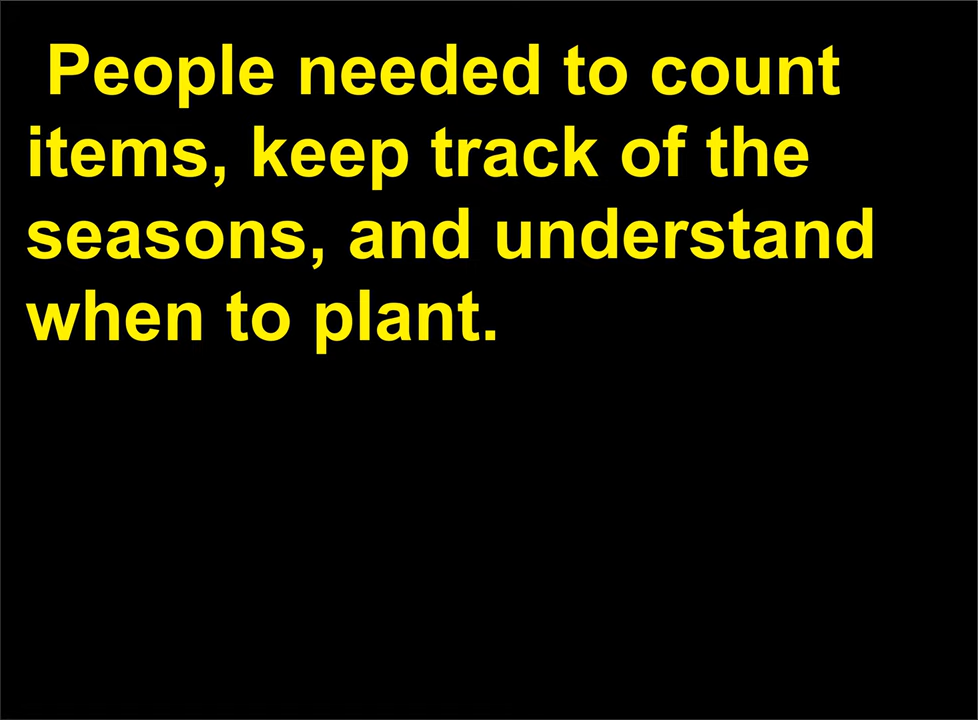 People needed to count
items, keep track of the
seasons, and understand
when to plant.